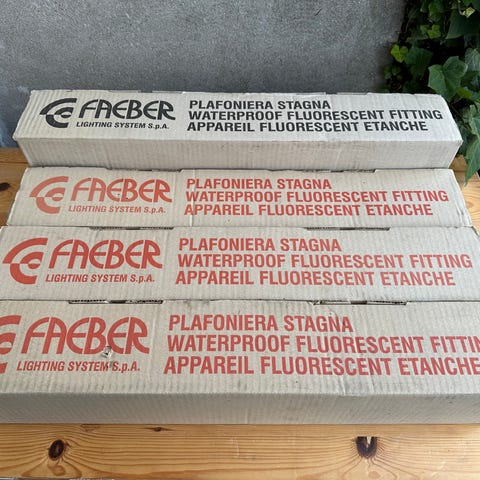 FAEBER
LIGHTING SYSTEM S.p.A.
PLAFONIERA STAGNA
WATERPROOF FLUORESCENT FITTING
APPAREIL FLUORESCENT ETANCHE
FAEBER
LIGHTING SYSTEM S.p.A.
PLAFONIERA STAGNA
WATERPROOF FLUORESCENT FITTING
APPAREIL FLUORESCENT ETANCHE
FAEBER
LIGHTING SYSTEM S.p.A.
PLAFONIERA STAGNA
WATERPROOF FLUORESCENT FITTING
APPAREIL FLUORESCENT ETANCHE
FAEBER
LIGHTING SYSTEM S.p.A.
PLAFONIERA STAGNA
WATERPROOF FLUORESCENT FITTIN
APPAREIL FLUORESCENT ETANCHE